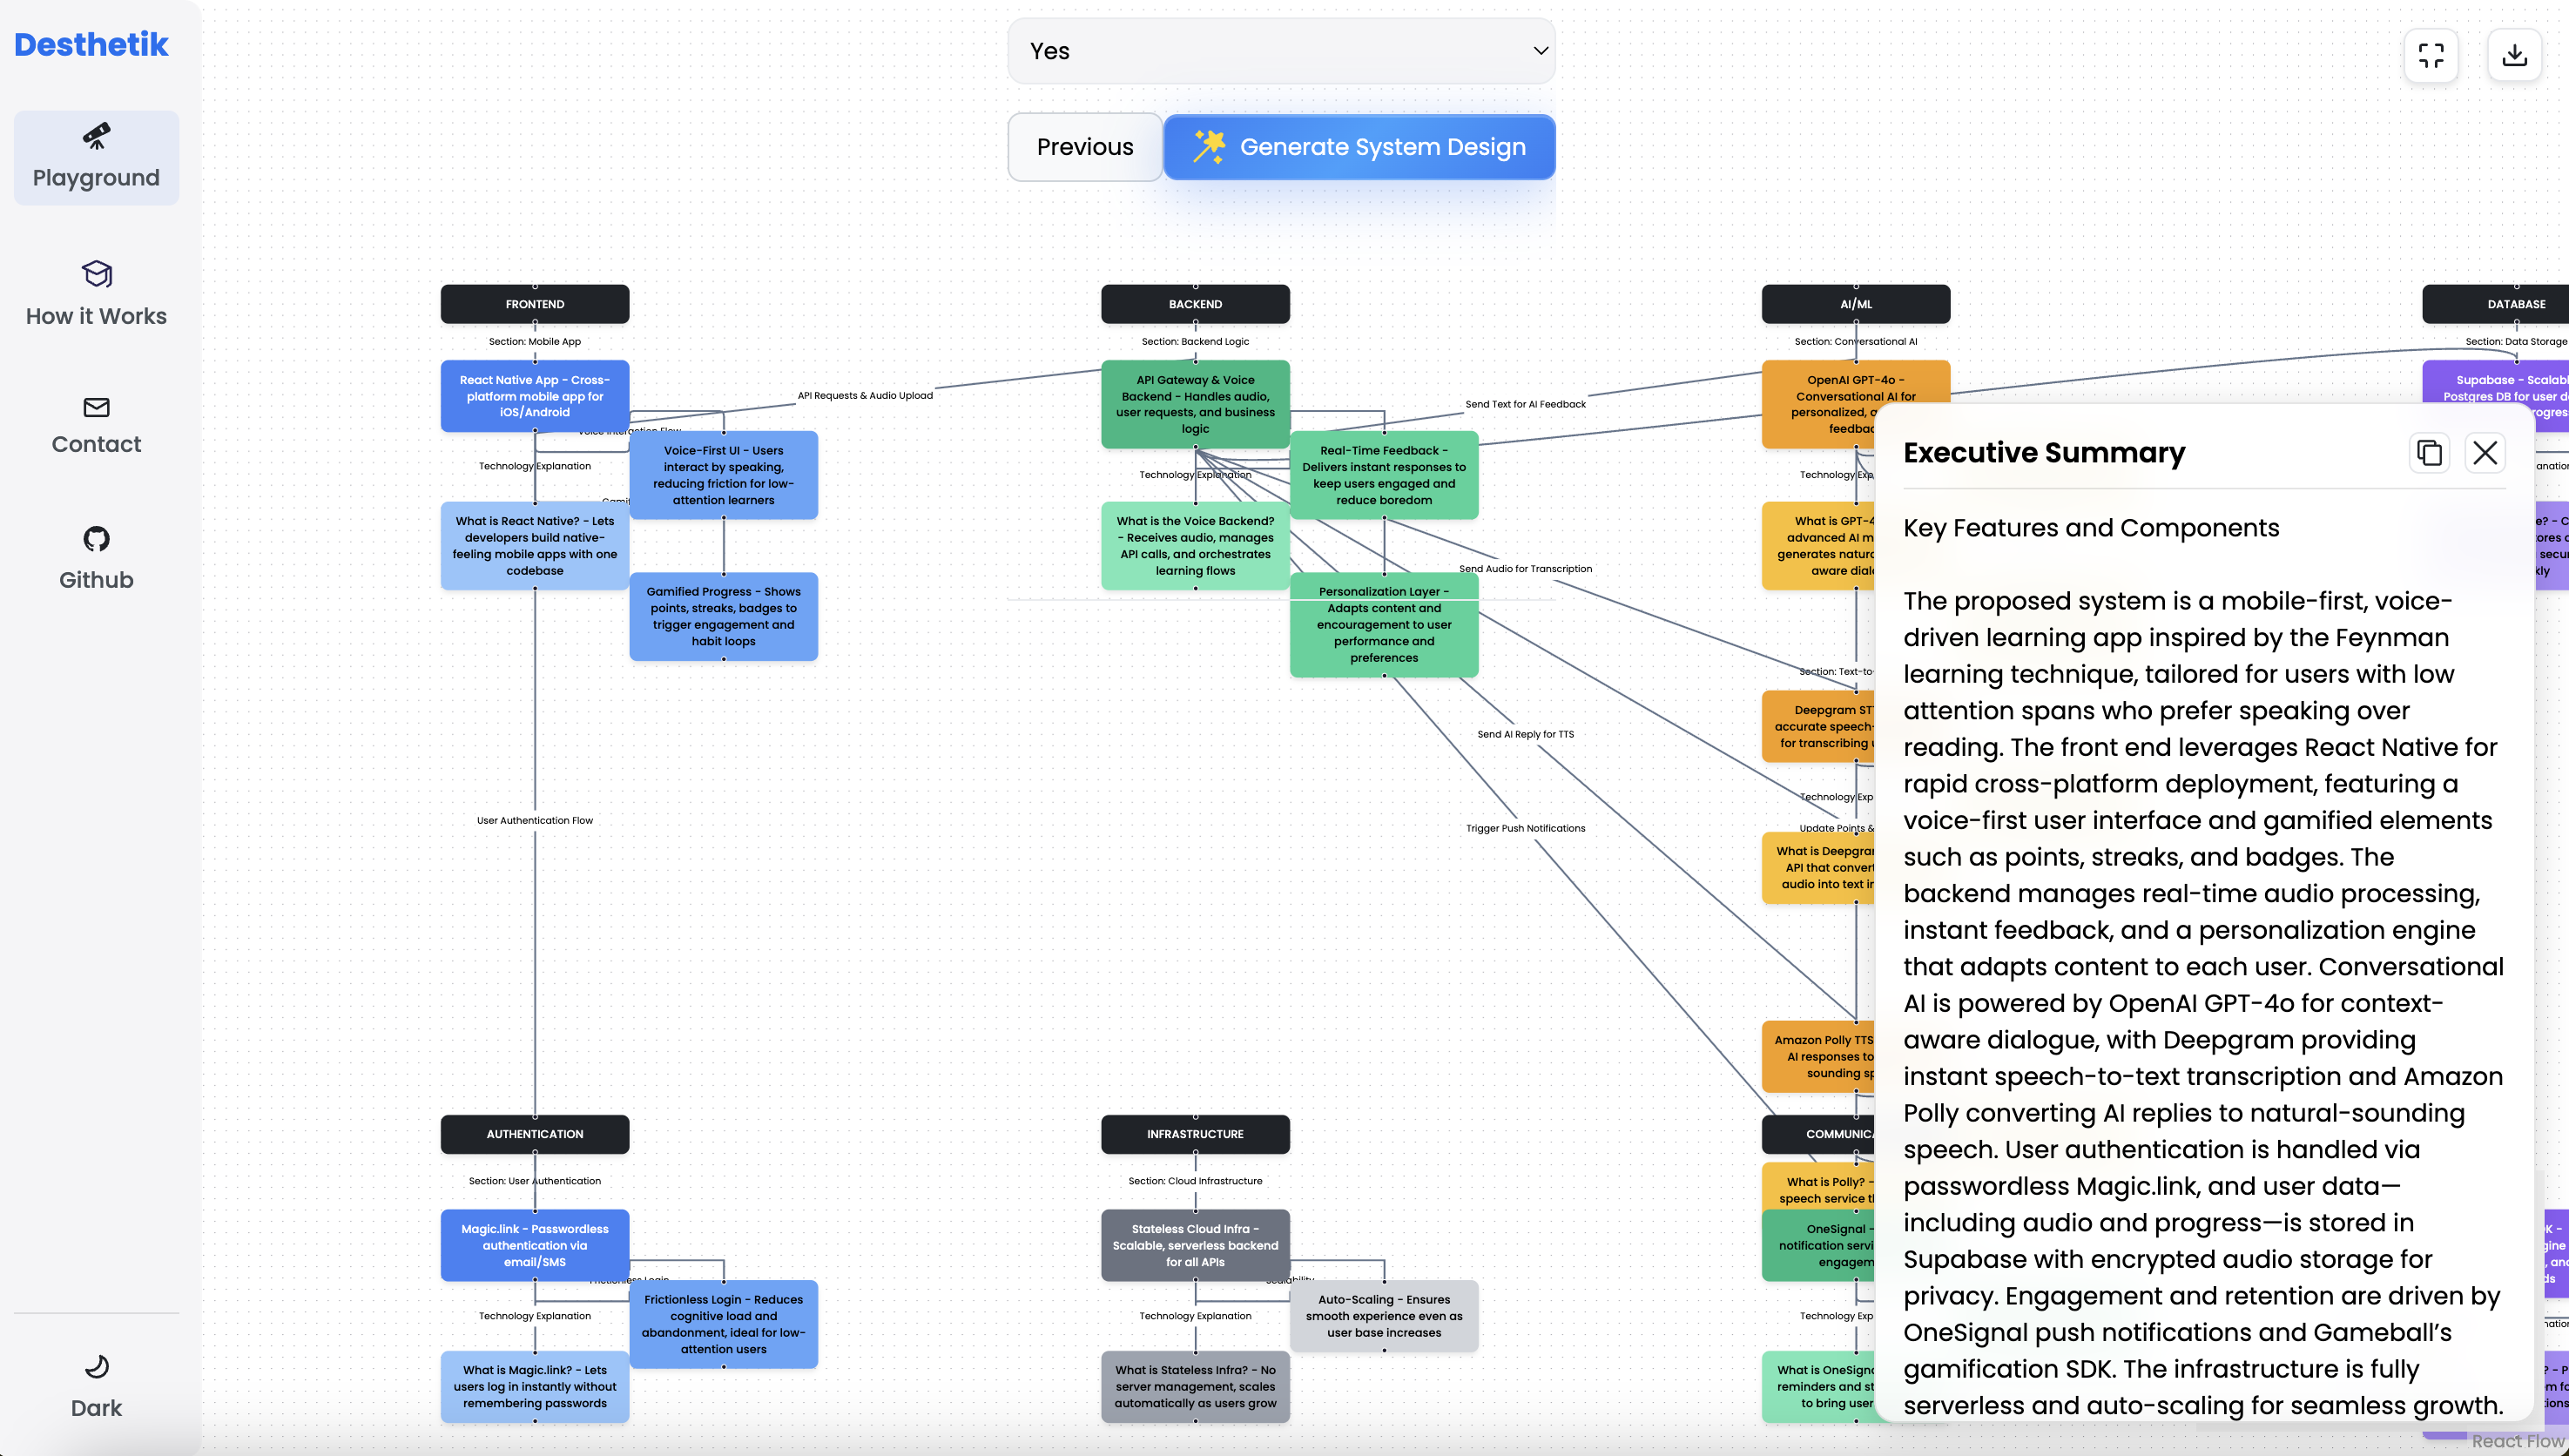 Desthetik
Playground
How it Works
Contact
Github
Dark
Yes
Previous
Generate System Design
FRONTEND
Section: Mobile App
React Native App - Cross-
platform mobile app for
iOS/Android
Technology Explanation
Voice-First UI - Users
interact by speaking,
reducing friction for low-
attention learners
What is React Native? - Lets
developers build native-
feeling mobile apps with one
codebase
Gamified Progress - Shows
points, streaks, badges to
trigger engagement and
habit loops
User Authentication Flow
API Requests & Audio Upload
BACKEND
Section: Backend Logic
API Gateway & Voice
Backend - Handles audio,
user requests, and business
logic
Technology Explanation
Real-Time Feedback -
Delivers instant responses to
keep users engaged and
reduce boredom
What is the Voice Backend?
- Receives audio, manages
API calls, and orchestrates
learning flows
Personalization Layer -
Adapts content and
encouragement to user
performance and
preferences
Send Text for AI Feedback
Send Audio for Transcription
Send AI Reply for TTS
Trigger Push Notifications
AI/ML
Section: Conversational AI
OpenAI GPT-4o -
Conversational AI for
personalized,
feedbac
Technology Exp
What is GPT-4
advanced AI m
generates natura
aware dial
Section: Text-to-
Deepgram ST
accurate speech-
for transcribing
Technology Exp
Update Points &
What is Deepgra
API that convert
audio into text in
Amazon Polly TTS
AI responses to
sounding sp
DATABASE
Section: Data Storage
Supabase - Scalabl
Postgres DB for user d
AUTHENTICATION
Section: User Authentication
Magic.link - Passwordless
authentication via
email/SMS
Frictionless Login
Technology Explanation
Frictionless Login - Reduces
cognitive load and
abandonment, ideal for low-
attention users
What is Magic.link? - Lets
users log in instantly without
remembering passwords
INFRASTRUCTURE
Section: Cloud Infrastructure
Stateless Cloud Infra -
Scalable, serverless backend
for all APIs
Scalability
Technology Explanation
Auto-Scaling - Ensures
smooth experience even as
user base increases
What is Stateless Infra? - No
server management, scales
automatically as users grow
COMMUNICA
What is Polly? -
speech service t
OneSignal -
notification servi
engagem
Technology Exp
What is OneSign
reminders and st
to bring user
Executive Summary
Key Features and Components
The proposed system is a mobile-first, voice-
driven learning app inspired by the Feynman
learning technique, tailored for users with low
attention spans who prefer speaking over
reading. The front end leverages React Native for
rapid cross-platform deployment, featuring a
voice-first user interface and gamified elements
such as points, streaks, and badges. The
backend manages real-time audio processing,
instant feedback, and a personalization engine
that adapts content to each user. Conversational
AI is powered by OpenAI GPT-4o for context-
aware dialogue, with Deepgram providing
instant speech-to-text transcription and Amazon
Polly converting AI replies to natural-sounding
speech. User authentication is handled via
passwordless Magic.link, and user data—
including audio and progress—is stored in
Supabase with encrypted audio storage for
privacy. Engagement and retention are driven by
OneSignal push notifications and Gameball’s
gamification SDK. The infrastructure is fully
serverless and auto-scaling for seamless growth.
React Flow